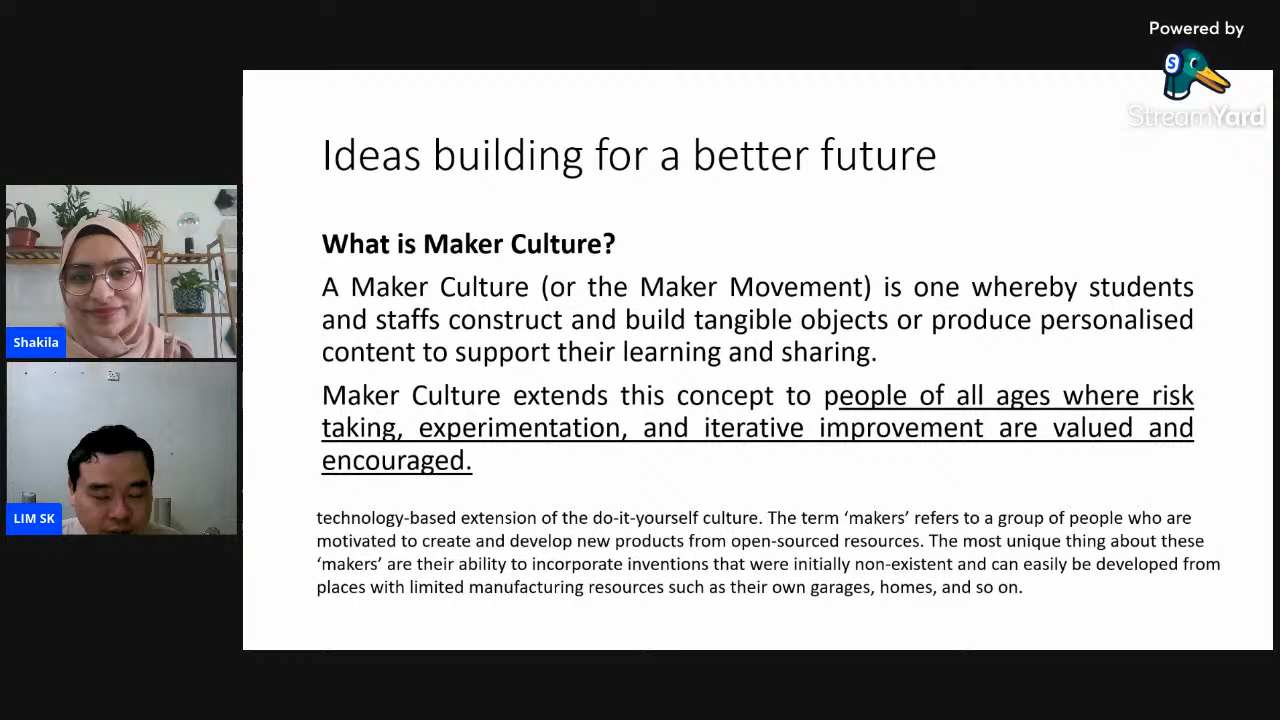 Powered by
S
StreamYard
Ideas building for a better future
What is Maker Culture?
A Maker Culture (or the Maker Movement) is one whereby students
and staffs construct and build tangible objects or produce personalised
content to support their learning and sharing.
Maker Culture extends this concept to people of all ages where risk
taking, experimentation, and iterative improvement are valued and
encouraged.
technology-based extension of the do-it-yourself culture. The term ‘makers’ refers to a group of people who are
motivated to create and develop new products from open-sourced resources. The most unique thing about these
‘makers’ are their ability to incorporate inventions that were initially non-existent and can easily be developed from
places with limited manufacturing resources such as their own garages, homes, and so on.
Shakila
LIM SK